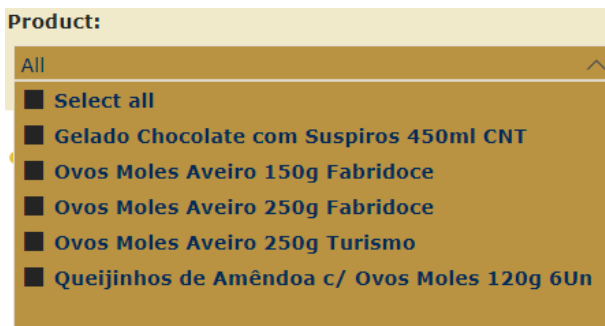 Product:
All
Select all
Gelado Chocolate com Suspiros 450ml CNT
Ovos Moles Aveiro 150g Fabridoce
Ovos Moles Aveiro 250g Fabridoce
Ovos Moles Aveiro 250g Turismo
Queijinhos de Amêndoa c/ Ovos Moles 120g 6Un